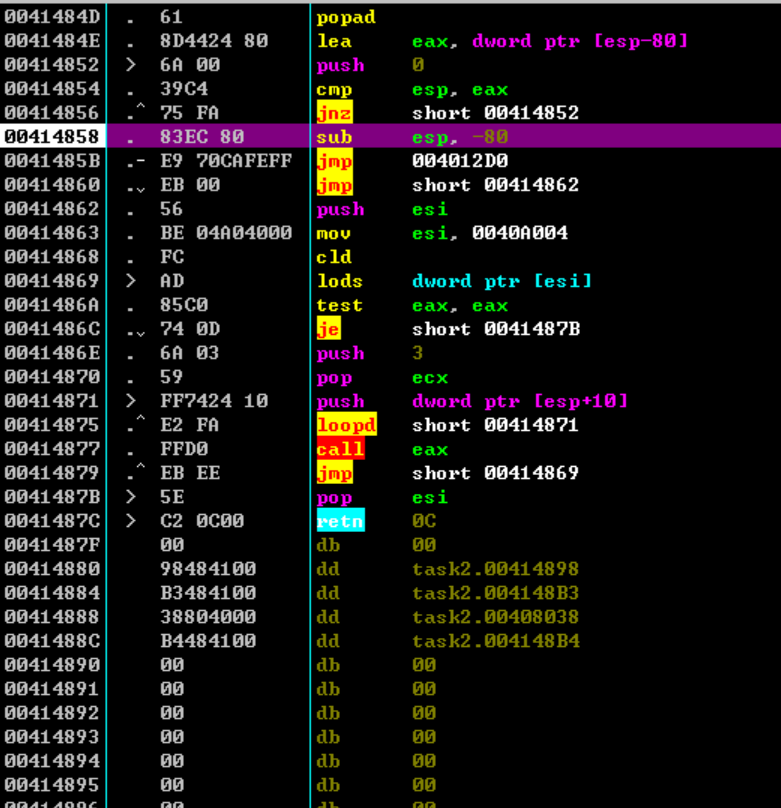 0041484D . 61 popad
0041484E . 8D4424 80 lea eax, dword ptr [esp-80]
00414852 > 6A 00 push 0
00414854 . 39C4 cmp esp, eax
00414856 .^ 75 FA jnz short 00414852
00414858 . 83EC 80 sub esp, -80
0041485B .- E9 70CAFEFF jmp 004012D0
00414860 .v EB 00 jmp short 00414862
00414862 . 56 push esi
00414863 . BE 04A04000 mov esi, 0040A004
00414868 . FC cld
00414869 > AD lods dword ptr [esi]
0041486A . 85C0 test eax, eax
0041486C .v 74 0D je short 0041487B
0041486E . 6A 03 push 3
00414870 . 59 pop ecx
00414871 > FF7424 10 push dword ptr [esp+10]
00414875 .^ E2 FA loopd short 00414871
00414877 . FFD0 call eax
00414879 .^ EB EE jmp short 00414869
0041487B > 5E pop esi
0041487C > C2 0C00 retn 0C
0041487F 00 db 00
00414880 98484100 dd task2.00414898
00414884 B3484100 dd task2.004148B3
00414888 38804000 dd task2.00408038
0041488C B4484100 dd task2.004148B4
00414890 00 db 00
00414891 00 db 00
00414892 00 db 00
00414893 00 db 00
00414894 00 db 00
00414895 00 db 00
00414896 00 db 00